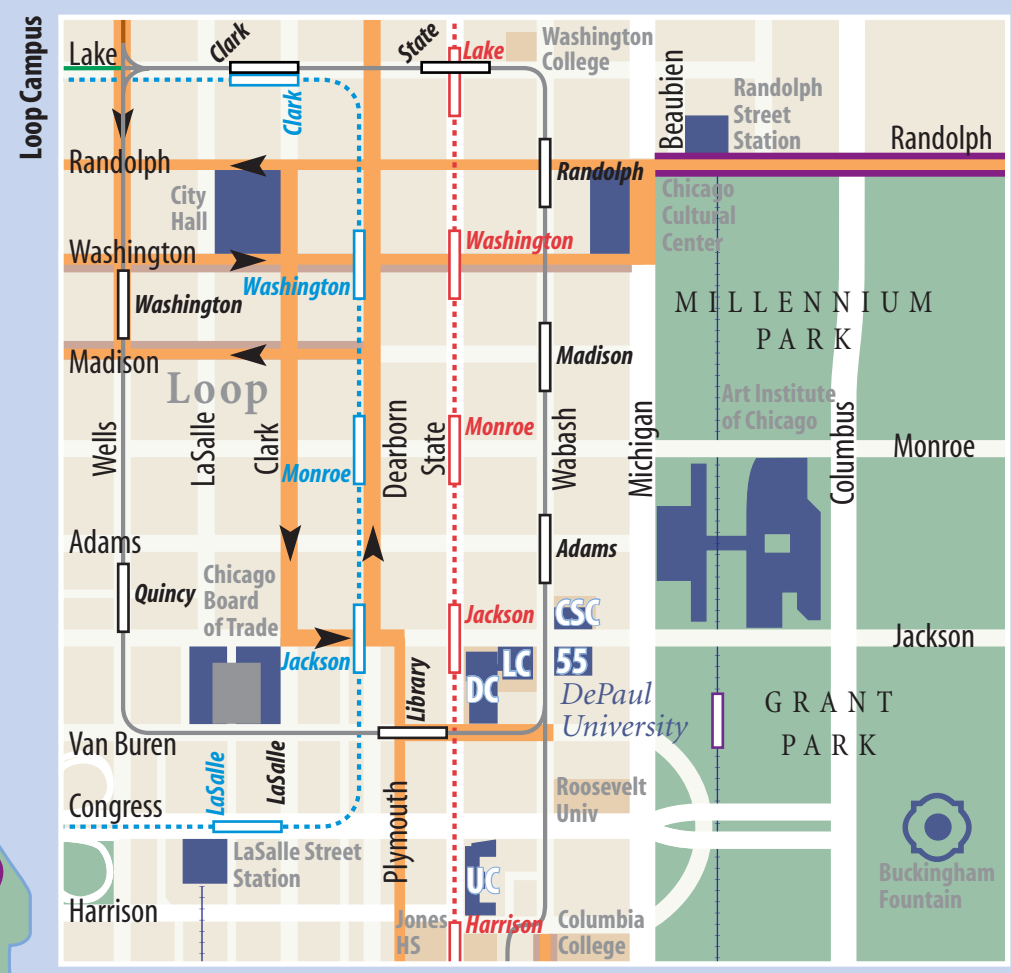 Loop Campus
Lake
Clark
State
Lake
Washington
College
Clark
Beaubien
Randolph
Street
Station
Randolph
Randolph
Randolph
City
Hall
Chicago
Cultural
Center
Washington
Washington
Washington
Washington
MILLENNIUM
PARK
Madison
Madison
Loop
Art Institute
of Chicago
Wells
LaSalle
Clark
Monroe
Dearborn
State
Monroe
Wabash
Michigan
Columbus
Monroe
Adams
Adams
Quincy
Chicago
Board
of Trade
Jackson
Jackson
CSC
Jackson
DC
LC
55
DePaul
University
Library
GRANT
PARK
Van Buren
LaSalle
LaSalle
Congress
Plymouth
Roosevelt
Univ
LaSalle Street
Station
UC
Buckingham
Fountain
Harrison
Jones
HS
Harrison
Columbia
College